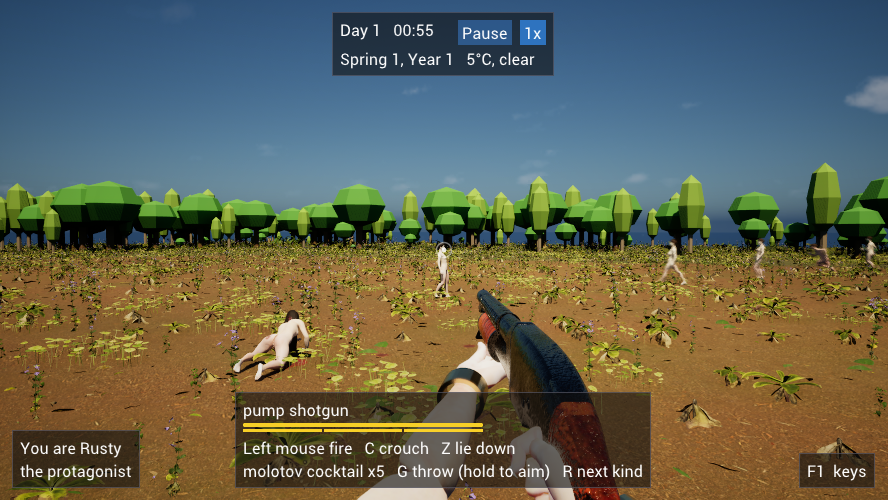 Day 1 00:55 Pause 1x
Spring 1, Year 1 5°C, clear
pump shotgun
Left mouse fire C crouch Z lie down
molotov cocktail x5 G throw (hold to aim) R next kind
You are Rusty
the protagonist
F1 keys